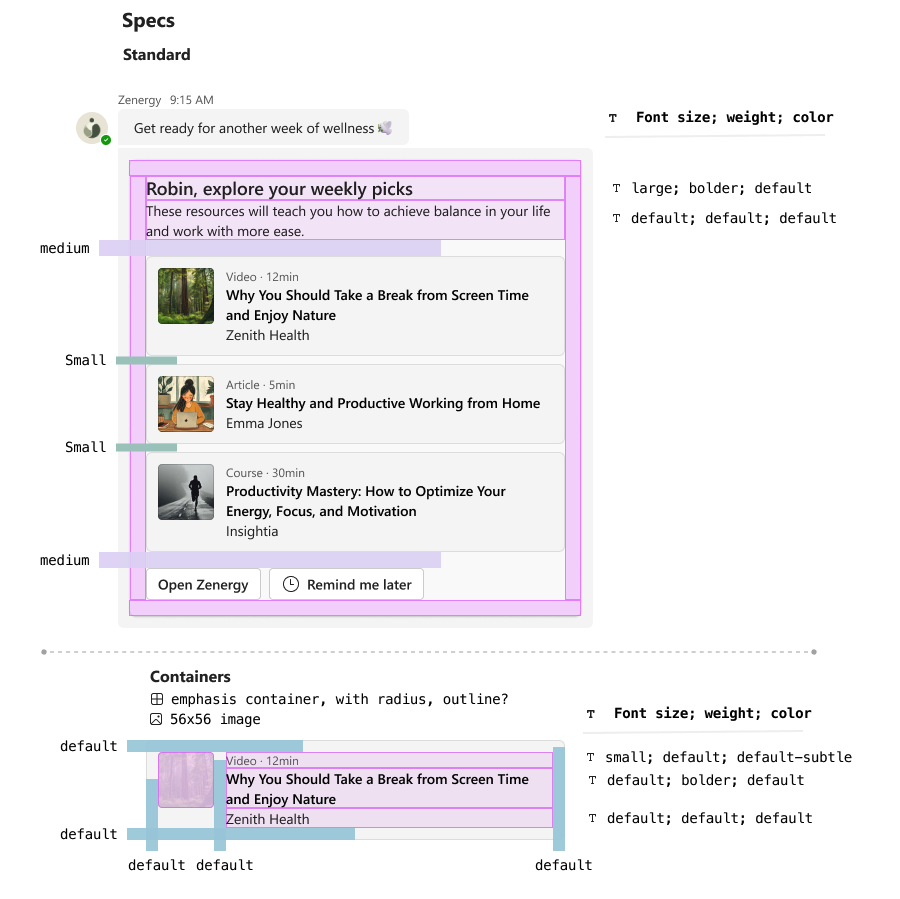 Specs
Standard
Zenergy 9:15 AM
Get ready for another week of wellness 🕊️
T Font size; weight; color
Robin, explore your weekly picks
T large; bolder; default
These resources will teach you how to achieve balance in your life
and work with more ease.
T default; default; default
medium
Video · 12min
Why You Should Take a Break from Screen Time
and Enjoy Nature
Zenith Health
Small
Article · 5min
Stay Healthy and Productive Working from Home
Emma Jones
Small
Course · 30min
Productivity Mastery: How to Optimize Your
Energy, Focus, and Motivation
Insightia
medium
Open Zenergy
Remind me later
Containers
emphasis container, with radius, outline?
56x56 image
T Font size; weight; color
default
Video · 12min
T small; default; default-subtle
Why You Should Take a Break from Screen Time
and Enjoy Nature
T default; bolder; default
Zenith Health
T default; default; default
default
default default default